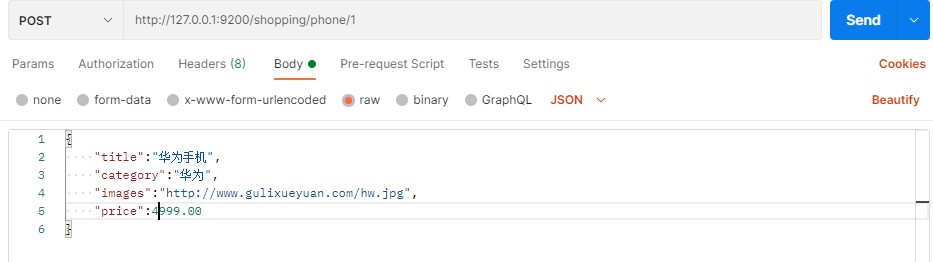 POST http://127.0.0.1:9200/shopping/phone/1 Send
Params Authorization Headers (8) Body Pre-request Script Tests Settings Cookies
none form-data x-www-form-urlencoded raw binary GraphQL JSON Beautify
1 {
2 "title":"华为手机",
3 "category":"华为",
4 "images":"http://www.gulixueyuan.com/hw.jpg",
5 "price":4999.00
6 }